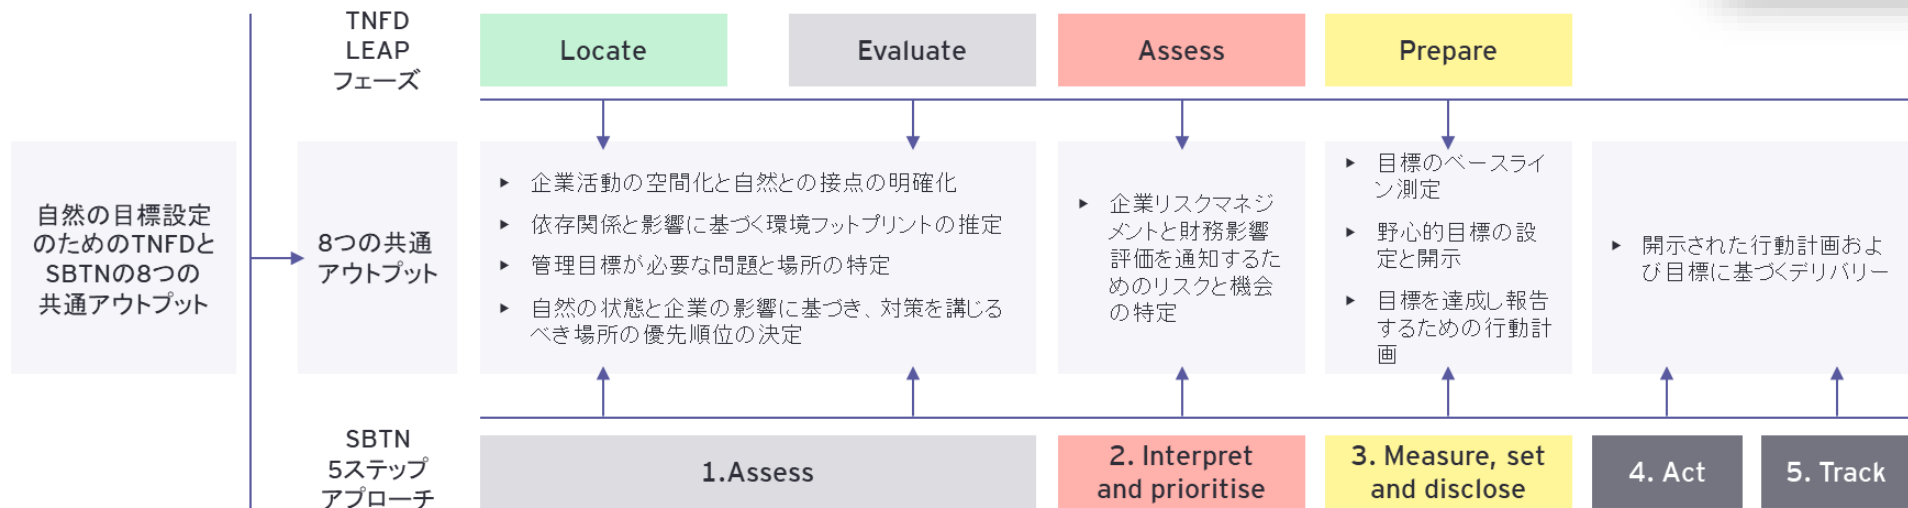 TNFD
LEAP
フェーズ
Locate
Evaluate
Assess
Prepare
自然の目標設定
のためのTNFDと
SBTNの8つの
共通アウトプット
8つの共通
アウトプット
▶ 企業活動の空間化と自然との接点の明確化
▶ 依存関係と影響に基づく環境フットプリントの推定
▶ 管理目標が必要な問題と場所の特定
▶ 自然の状態と企業の影響に基づき、対策を講じる
べき場所の優先順位の決定
▶ 企業リスクマネジ
メントと財務影響
評価を通知するた
めのリスクと機会
の特定
▶ 目標のベースライ
ン測定
▶ 野心的目標の設
定と開示
▶ 目標を達成し報告
するための行動計
画
▶ 開示された行動計画およ
び目標に基づくデリバリー
SBTN
5ステップ
アプローチ
1.Assess
2. Interpret
and prioritise
3. Measure, set
and disclose
4. Act
5. Track